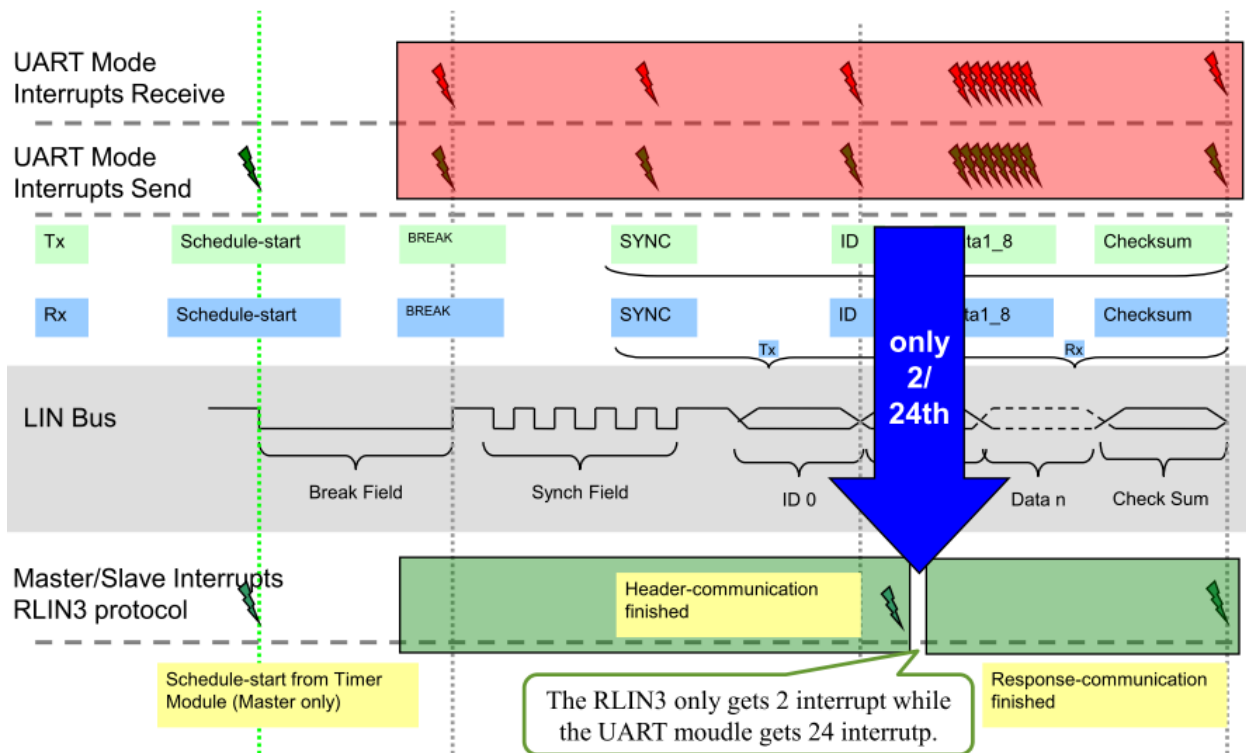 UART Mode
Interrupts Receive
UART Mode
Interrupts Send
Tx
Schedule-start
BREAK
SYNC
ID
ta1_8
Checksum
Rx
Schedule-start
BREAK
SYNC
ID
ta1_8
Checksum
Tx
Rx
only
2/
24th
LIN Bus
Break Field
Synch Field
ID 0
Data n
Check Sum
Master/Slave Interrupts
RLIN3 protocol
Header-communication
finished
Schedule-start from Timer
Module (Master only)
The RLIN3 only gets 2 interrupt while
the UART moudle gets 24 interrutp.
Response-communication
finished